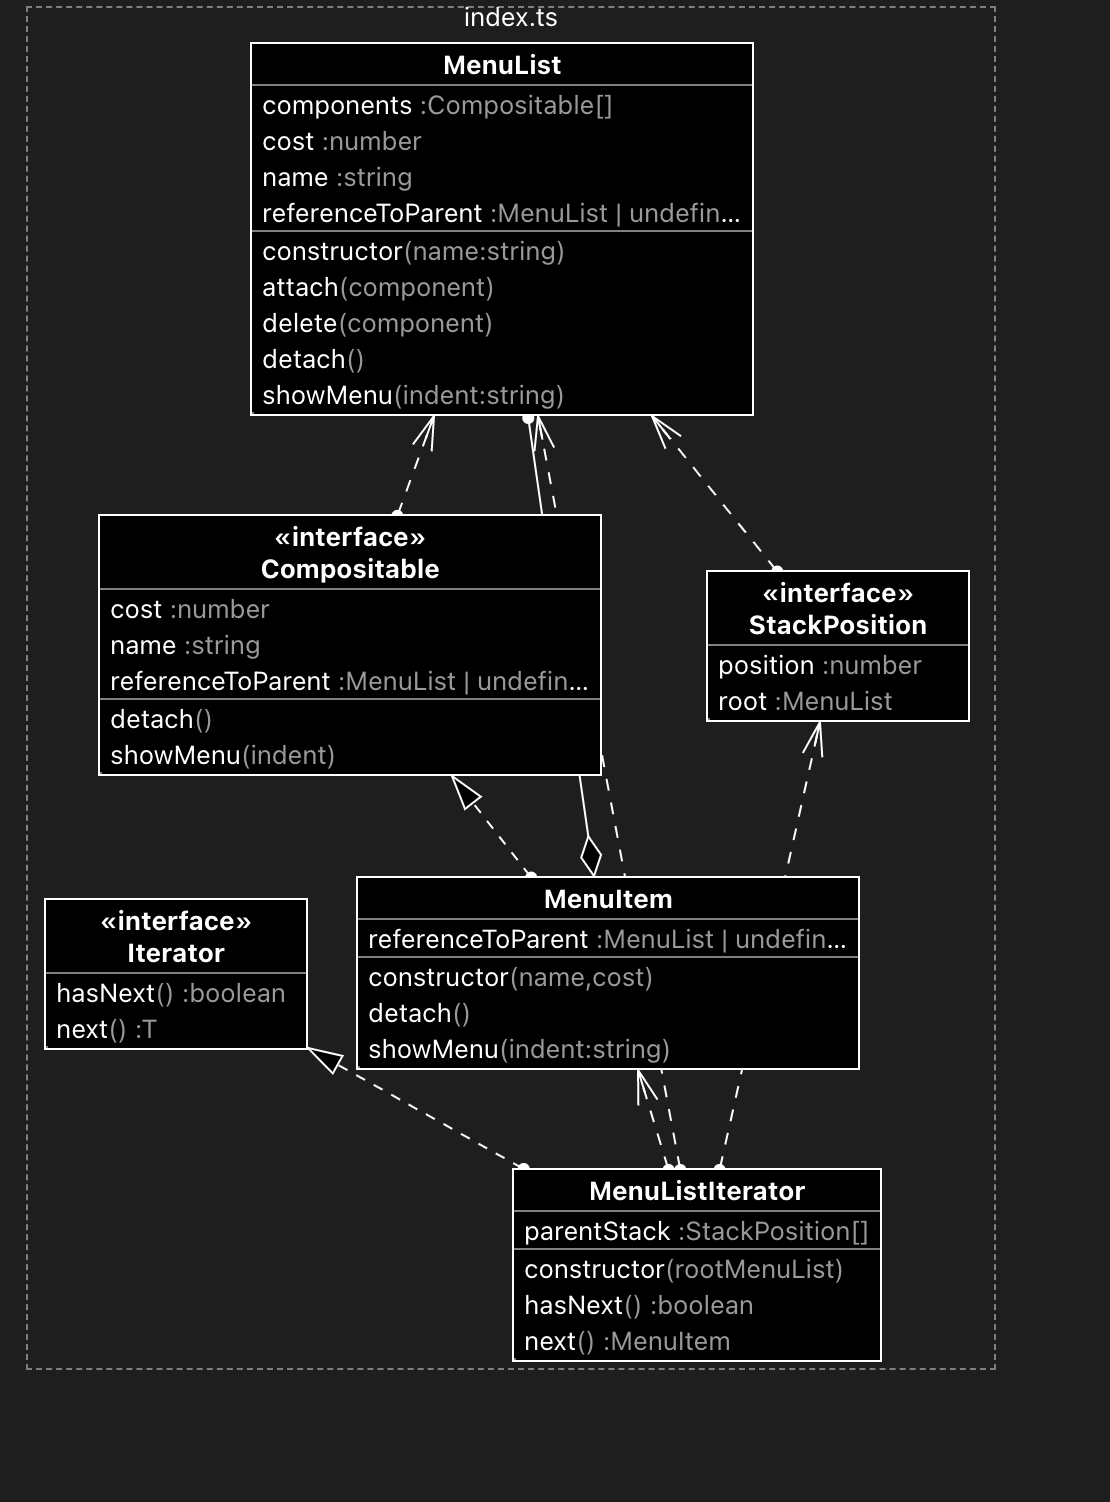 index.ts
MenuList
components :Compositable[]
cost :number
name :string
referenceToParent :MenuList | undefin...
constructor(name:string)
attach(component)
delete(component)
detach()
showMenu(indent:string)
«interface»
Compositable
cost :number
name :string
referenceToParent :MenuList | undefin...
detach()
showMenu(indent)
«interface»
StackPosition
position :number
root :MenuList
«interface»
Iterator
hasNext() :boolean
next() :T
MenuItem
referenceToParent :MenuList | undefin...
constructor(name,cost)
detach()
showMenu(indent:string)
MenuListIterator
parentStack :StackPosition[]
constructor(rootMenuList)
hasNext() :boolean
next() :MenuItem